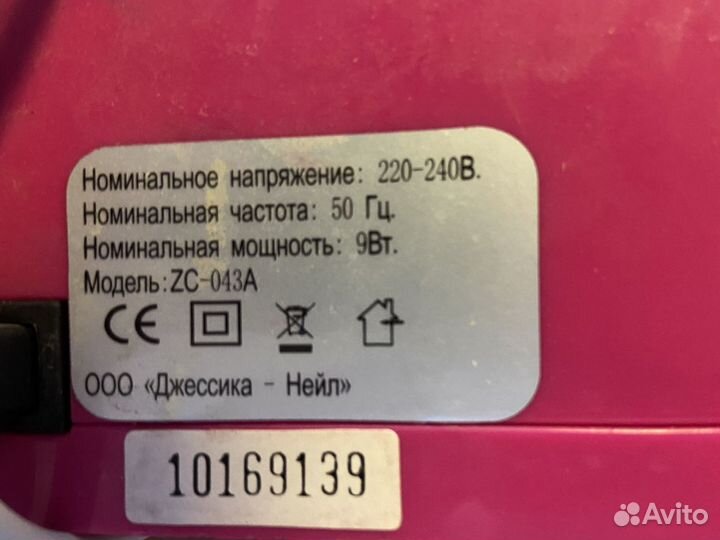 Номинальное напряжение: 220-240В.
Номинальная частота: 50 Гц.
Номинальная мощность: 9Вт.
Модель:ZC-043A
CE
ООО «Джессика - Нейл»
10169139
Avito